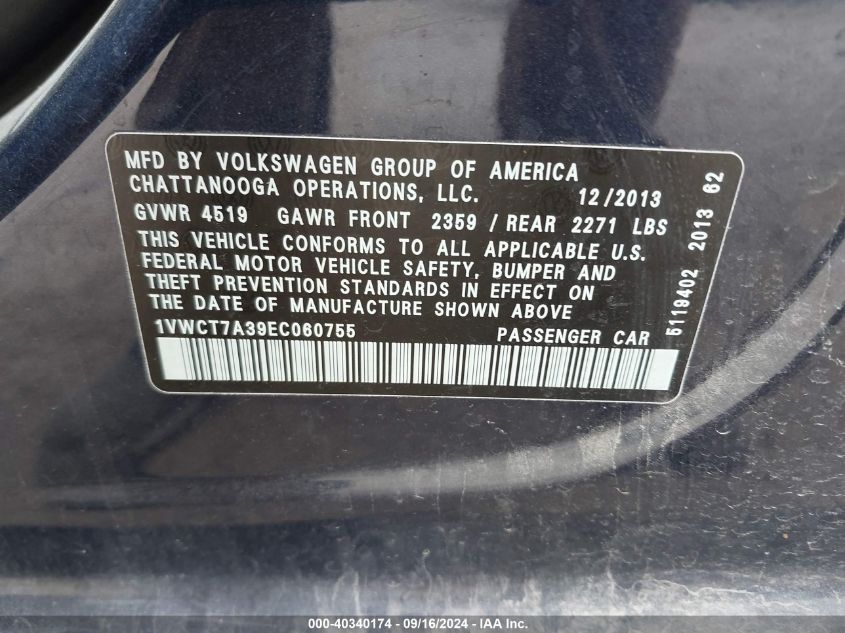 MFD BY VOLKSWAGEN GROUP OF AMERICA
CHATTANOOGA OPERATIONS, LLC. 12/2013
GVWR 4519 GAWR FRONT 2359 / REAR 2271 LBS
THIS VEHICLE CONFORMS TO ALL APPLICABLE U.S.
FEDERAL MOTOR VEHICLE SAFETY, BUMPER AND
THEFT PREVENTION STANDARDS IN EFFECT ON
THE DATE OF MANUFACTURE SHOWN ABOVE
1VWCT7A39EC060755 PASSENGER CAR
5119402 2013 62
000-40340174 - 09/16/2024 - IAA Inc.